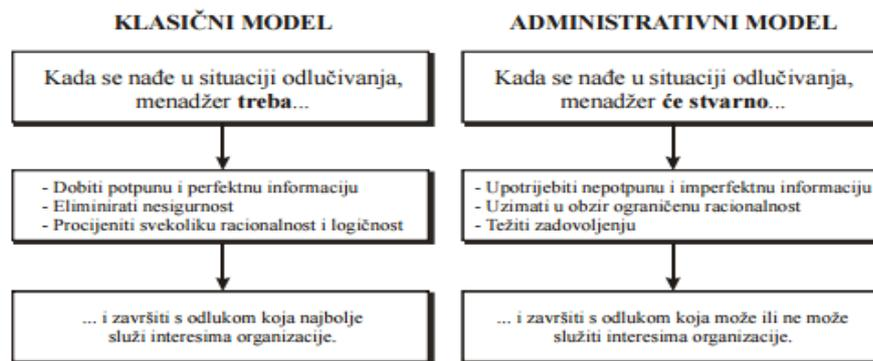 KLASIČNI MODEL
Kada se nađe u situaciji odlučivanja,
menadžer treba...
- Dobiti potpunu i perfektnu informaciju
- Eliminirati nesigurnost
- Procijeniti svekoliku racionalnost i logičnost
... i završiti s odlukom koja najbolje
služi interesima organizacije.
ADMINISTRATIVNI MODEL
Kada se nađe u situaciji odlučivanja,
menadžer će stvarno...
- Upotrijebiti nepotpunu i imperfektnu informaciju
- Uzimati u obzir ograničenu racionalnost
- Težiti zadovoljenju
... i završiti s odlukom koja može ili ne može
služiti interesima organizacije.